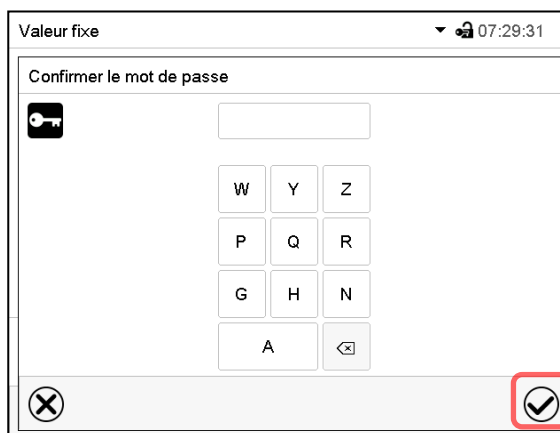 Valeur fixe 07:29:31
Confirmer le mot de passe
W Y Z
P Q R
G H N
A